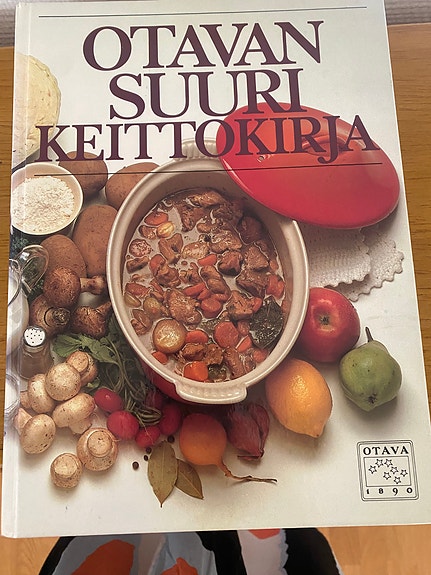 OTAVAN
SUURI
KEITTOKIRJA
OTAVA
1890